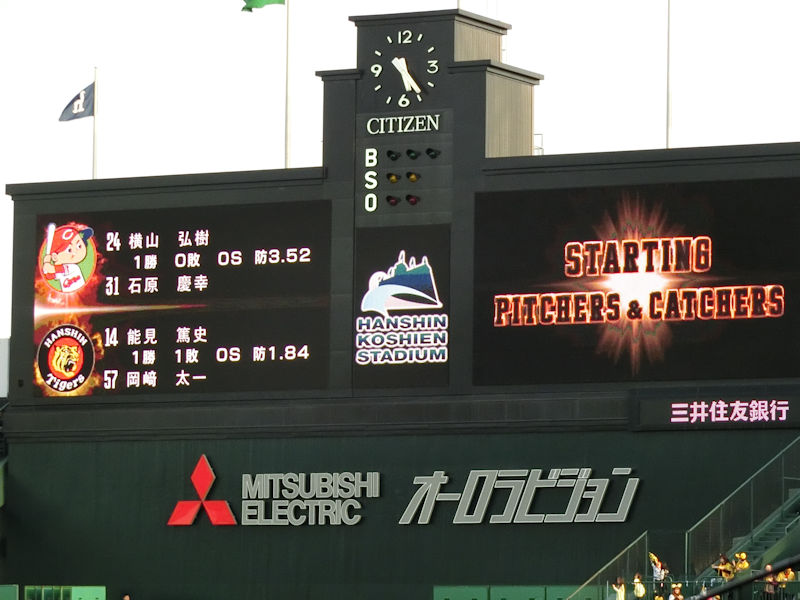 12
9 3
6
CITIZEN
B
S
O
24 横山 弘樹
1勝 0敗 0S 防3.52
31 石原 慶幸
HANSHIN
Tigers
14 能見 篤史
1勝 1敗 0S 防1.84
57 岡﨑 太一
HANSHIN
KOSHIEN
STADIUM
STARTING
PITCHERS & CATCHERS
三井住友銀行
MITSUBISHI
ELECTRIC
オーロラビジョン